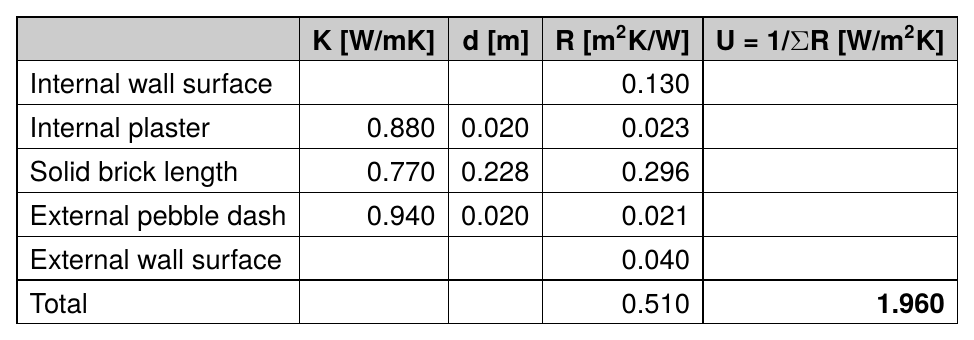 K [W/mK] d [m] R [m²K/W] U = 1/ΣR [W/m²K]
Internal wall surface 0.130
Internal plaster 0.880 0.020 0.023
Solid brick length 0.770 0.228 0.296
External pebble dash 0.940 0.020 0.021
External wall surface 0.040
Total 0.510 1.960